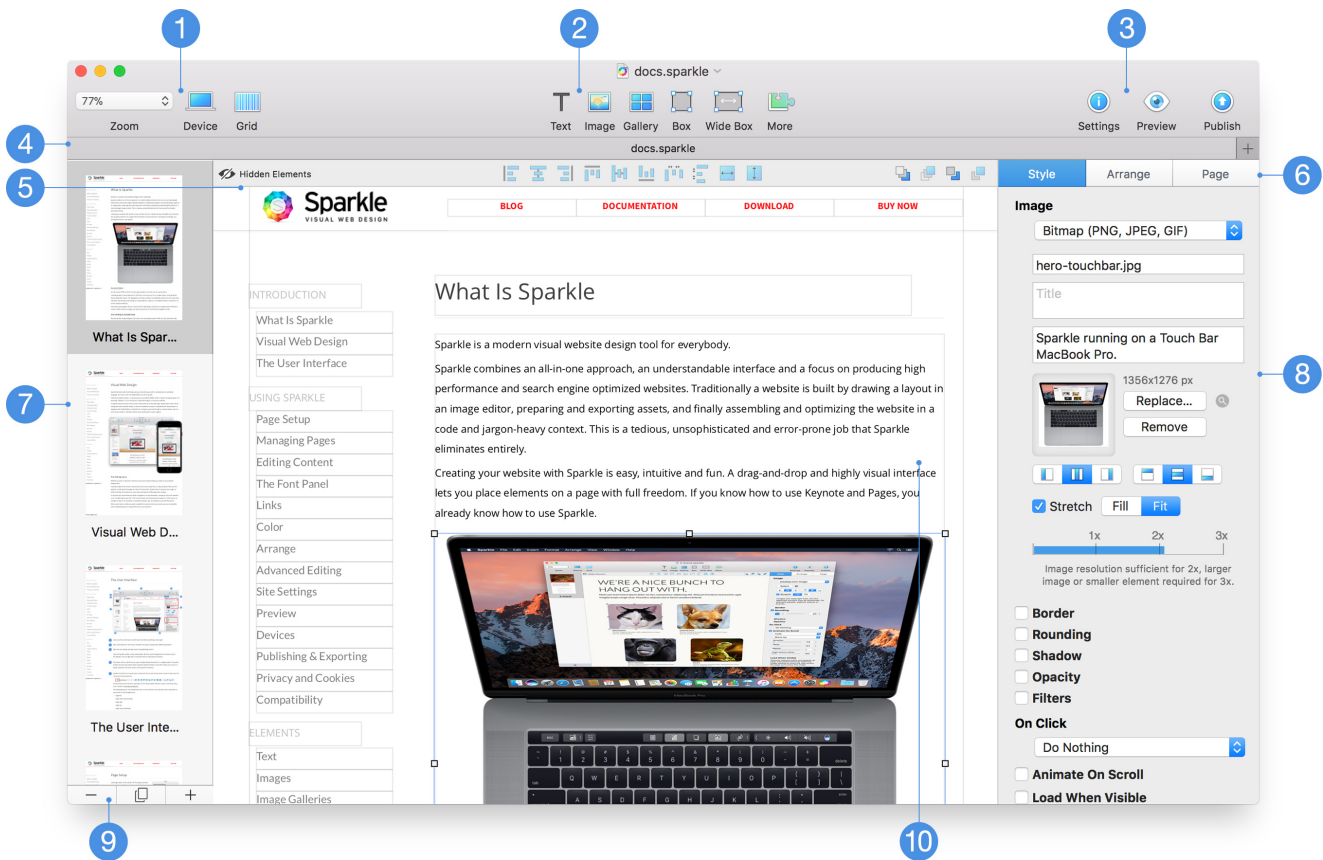 1
2
3
docs.sparkle
77%
Zoom
Device
Grid
Text
Image
Gallery
Box
Wide Box
More
Settings
Preview
Publish
4
docs.sparkle
5
Hidden Elements
Style
Arrange
Page
6
What Is Spar...
7
Visual Web D...
The User Inte...
9
Sparkle
VISUAL WEB DESIGN
BLOG
DOCUMENTATION
DOWNLOAD
BUY NOW
INTRODUCTION
What Is Sparkle
Visual Web Design
The User Interface
USING SPARKLE
Page Setup
Managing Pages
Editing Content
The Font Panel
Links
Color
Arrange
Advanced Editing
Site Settings
Preview
Devices
Publishing & Exporting
Privacy and Cookies
Compatibility
ELEMENTS
Text
Images
Image Galleries
What Is Sparkle
Sparkle is a modern visual website design tool for everybody.
Sparkle combines an all-in-one approach, an understandable interface and a focus on producing high
performance and search engine optimized websites. Traditionally a website is built by drawing a layout in
an image editor, preparing and exporting assets, and finally assembling and optimizing the website in a
code and jargon-heavy context. This is a tedious, unsophisticated and error-prone job that Sparkle
eliminates entirely.
Creating your website with Sparkle is easy, intuitive and fun. A drag-and-drop and highly visual interface
lets you place elements on a page with full freedom. If you know how to use Keynote and Pages, you
already know how to use Sparkle.
WE'RE A NICE BUNCH TO
HANG OUT WITH.
MacBook Pro
10
Image
Bitmap (PNG, JPEG, GIF)
hero-touchbar.jpg
Title
Sparkle running on a Touch Bar
MacBook Pro.
8
1356x1276 px
Replace...
Remove
Stretch
Fill
Fit
1x
2x
3x
Image resolution sufficient for 2x, larger
image or smaller element required for 3x.
Border
Rounding
Shadow
Opacity
Filters
On Click
Do Nothing
Animate On Scroll
Load When Visible